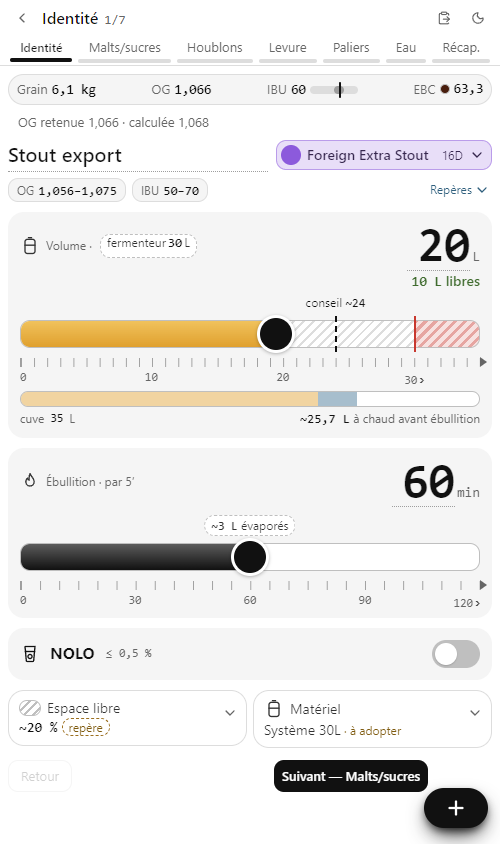 Identité 1/7
Identité Malts/sucres Houblons Levure Paliers Eau Récap.
Grain 6,1 kg OG 1,066 IBU 60 EBC 63,3
OG retenue 1,066 · calculée 1,068
Stout export Foreign Extra Stout 16D
OG 1,056–1,075 IBU 50–70 Repères
Volume · fermenteur 30 L 20 L
10 L libres
conseil ~24
0 10 20 30›
cuve 35 L ~25,7 L à chaud avant ébullition
Ébullition · par 5′ 60 min
~3 L évaporés
0 30 60 90 120›
NOLO ≤ 0,5 %
Espace libre
~20 % repère
Matériel
Système 30L · à adopter
Retour Suivant — Malts/sucres
+